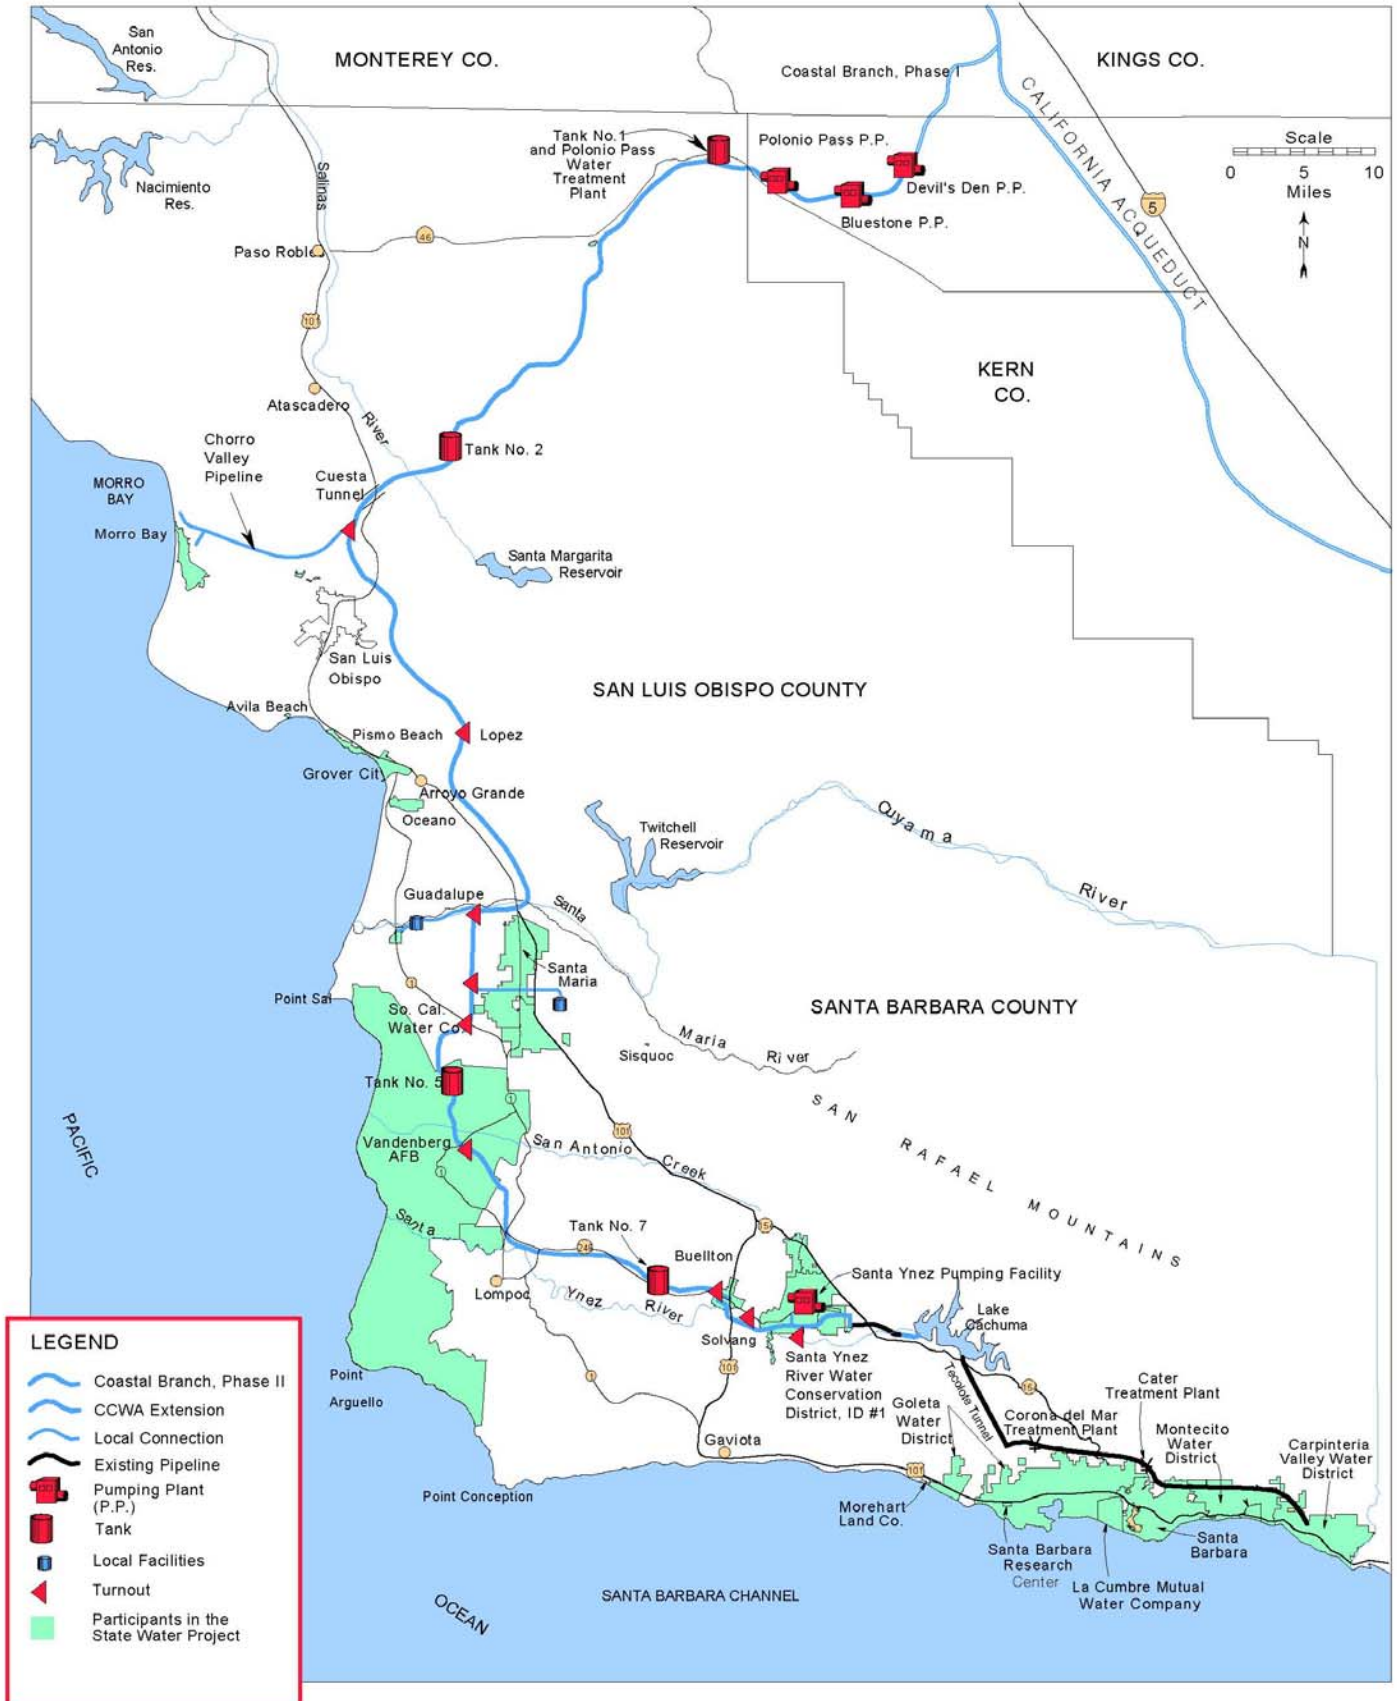 San
Antonio
Res.
MONTEREY CO.
Coastal Branch, Phase I
KINGS CO.
CALIFORNIA ACQUEDUCT
Scale
0 5 10
Miles
N
5
Tank No.1
and Polonio Pass
Water
Treatment
Plant
Polonio Pass P.P.
Devil's Den P.P.
Bluestone P.P.
Nacimiento
Res.
Salinas
River
Paso Robles
46
101
Atascadero
KERN
CO.
Chorro
Valley
Pipeline
Cuesta
Tunnel
Tank No. 2
MORRO
BAY
Morro Bay
Santa Margarita
Reservoir
San Luis
Obispo
SAN LUIS OBISPO COUNTY
Avila Beach
Pismo Beach
Lopez
Grover City
Arroyo Grande
Oceano
Twitchell
Reservoir
Cuyama
River
Guadalupe
Santa
Maria
River
Santa
Maria
1
Point Sal
So. Cal.
Water Co.
SANTA BARBARA COUNTY
Sisquoc
Tank No. 5
1
101
SAN RAFAEL MOUNTAINS
PACIFIC
Vandenberg
AFB
1
San Antonio
Creek
Santa
Ynez
River
Tank No. 7
246
154
Buellton
Santa Ynez Pumping Facility
Lompoc
Solvang
Lake
Cachuma
101
1
Santa Ynez
River Water
Conservation
District, ID #1
Point
Arguello
Tecolote Tunnel
154
Goleta
Water
District
Corona del Mar
Treatment Plant
Cater
Treatment Plant
Montecito
Water
District
Carpinteria
Valley Water
District
Gaviota
101
Point Conception
Morehart
Land Co.
Santa Barbara
Research
Center
La Cumbre Mutual
Water Company
Santa
Barbara
SANTA BARBARA CHANNEL
OCEAN
LEGEND
Coastal Branch, Phase II
CCWA Extension
Local Connection
Existing Pipeline
Pumping Plant
(P.P.)
Tank
Local Facilities
Turnout
Participants in the
State Water Project